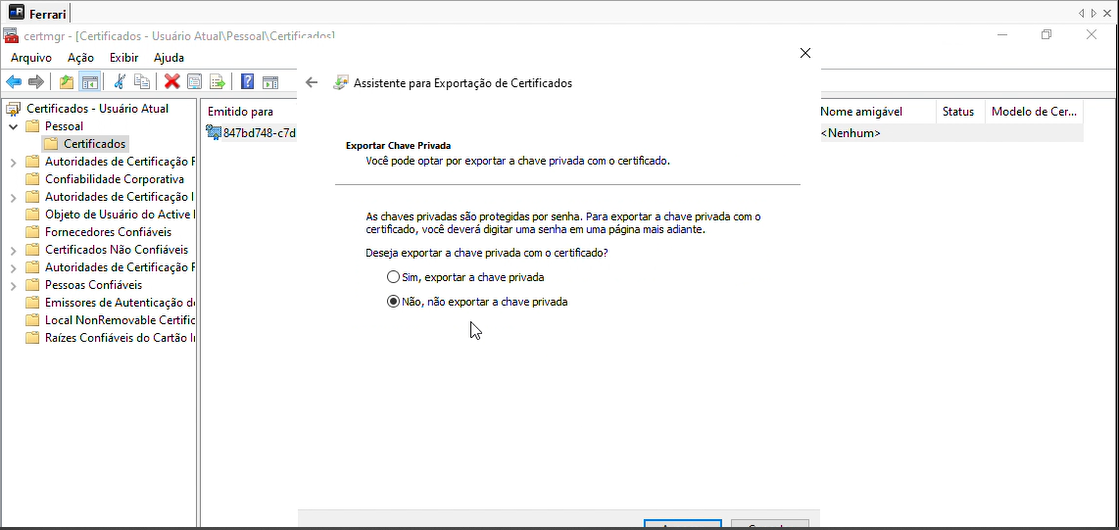 Ferrari
certmgr - [Certificados - Usuário Atual\Pessoal\Certificados]
Arquivo Ação Exibir Ajuda
Assistente para Exportação de Certificados
Certificados - Usuário Atual
Pessoal
Certificados
Autoridades de Certificação
Confiabilidade Corporativa
Autoridades de Certificação
Objeto de Usuário do Active
Fornecedores Confiáveis
Certificados Não Confiáveis
Autoridades de Certificação
Pessoas Confiáveis
Emissores de Autenticação
Local NonRemovable
Raízes Confiáveis do Cartão
Emitido para
847bd748-c7d
Exportar Chave Privada
Você pode optar por exportar a chave privada com o certificado.
As chaves privadas são protegidas por senha. Para exportar a chave privada com o
certificado, você deverá digitar uma senha em uma página mais adiante.
Deseja exportar a chave privada com o certificado?
Sim, exportar a chave privada
Não, não exportar a chave privada
Nome amigável Status Modelo de Cer...
<Nenhum>